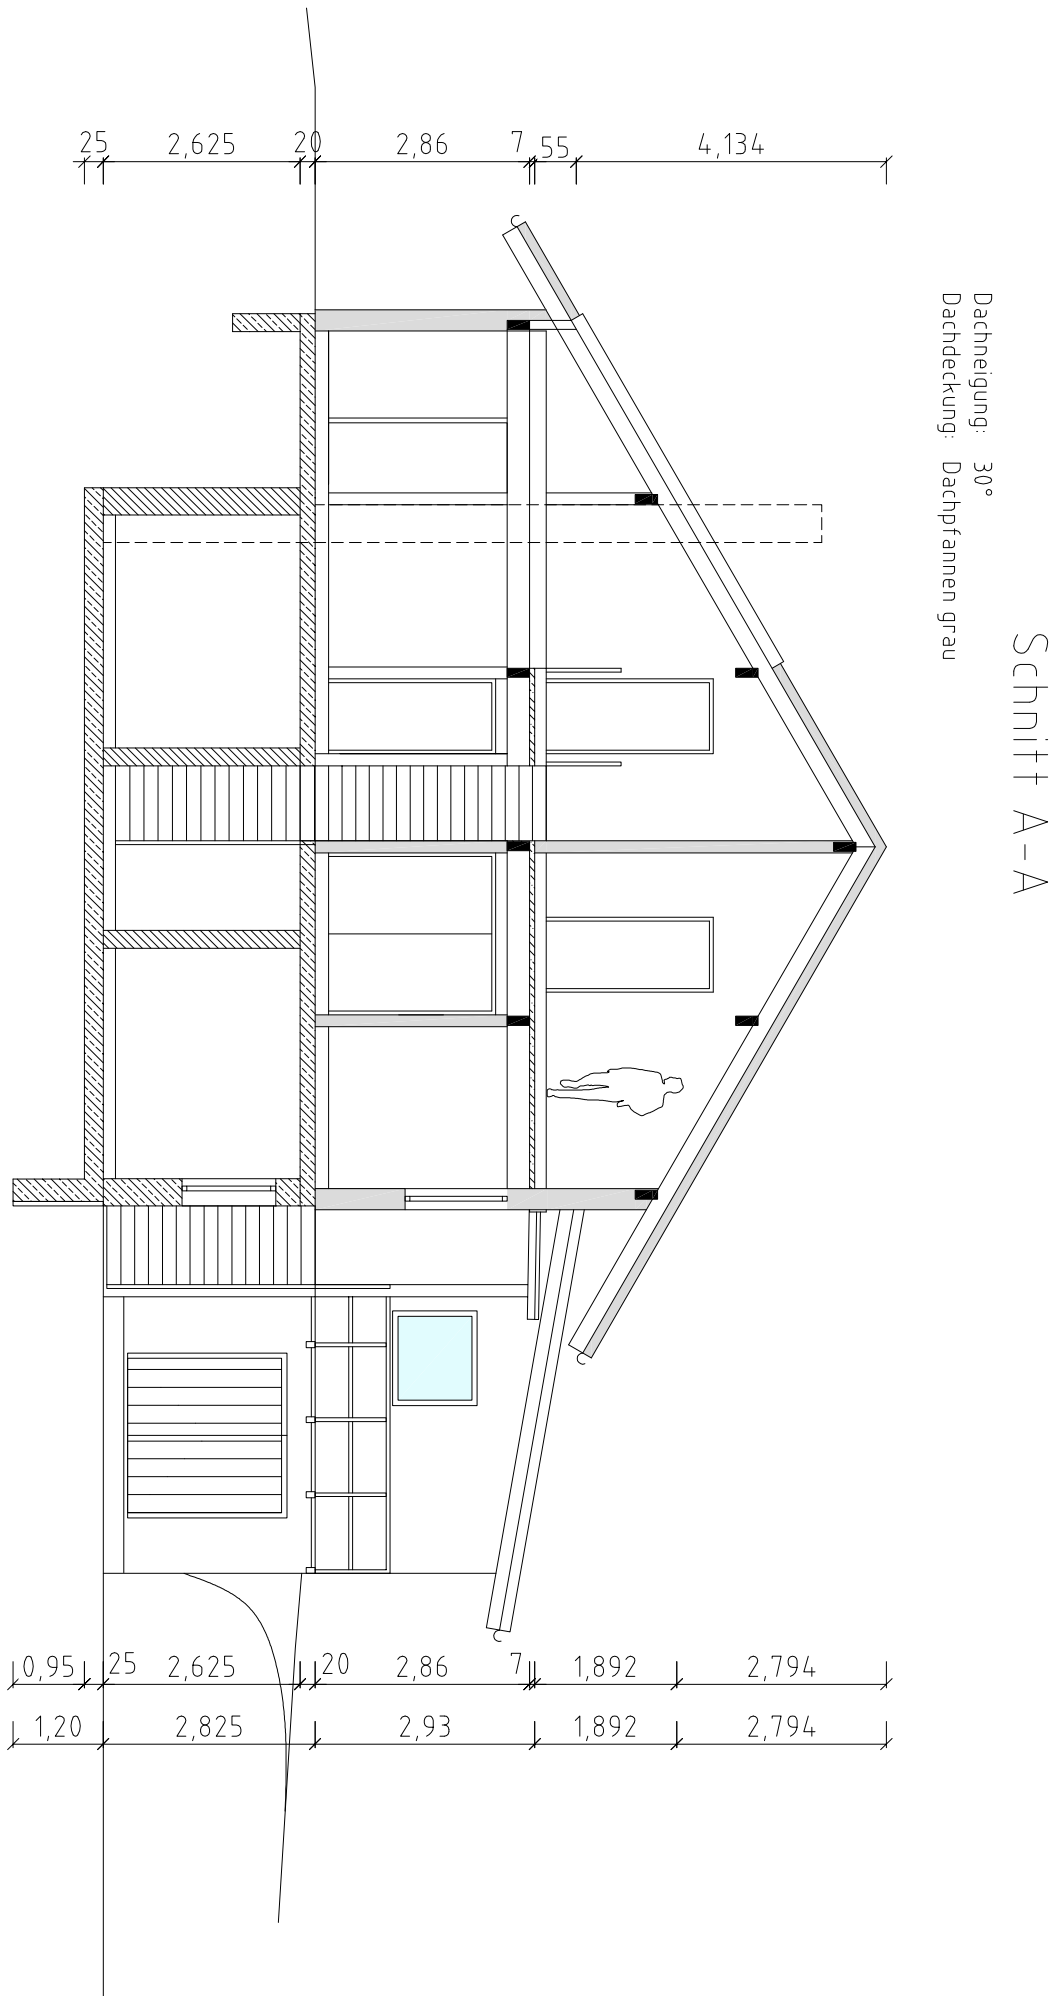 Schnitt A-A
Dachneigung: 30°
Dachdeckung: Dachpfannen grau
25 2,625 20 2,86 7 55 4,134
0,95 25 2,625 20 2,86 7 1,892 2,794
1,20 2,825 2,93 1,892 2,794